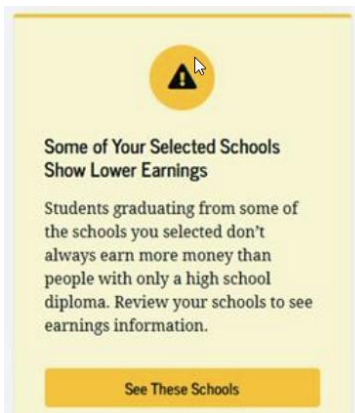 Some of Your Selected Schools
Show Lower Earnings
Students graduating from some of
the schools you selected don’t
always earn more money than
people with only a high school
diploma. Review your schools to see
earnings information.
See These Schools